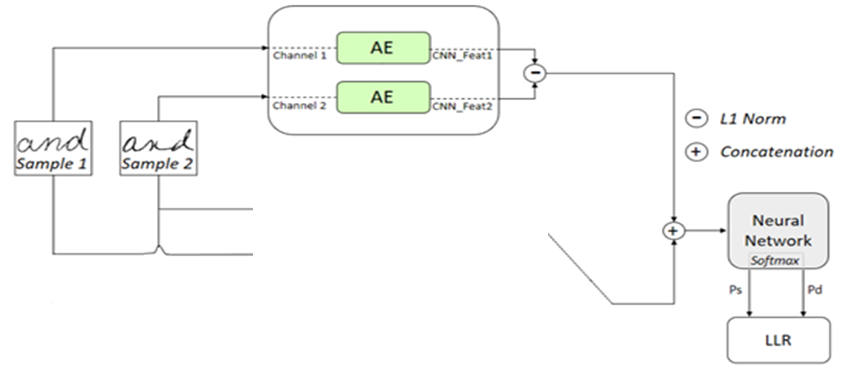 Channel 1
AE
CNN_Feat1
Channel 2
AE
CNN_Feat2
and
Sample 1
and
Sample 2
L1 Norm
Concatenation
Neural
Network
Softmax
Ps
Pd
LLR